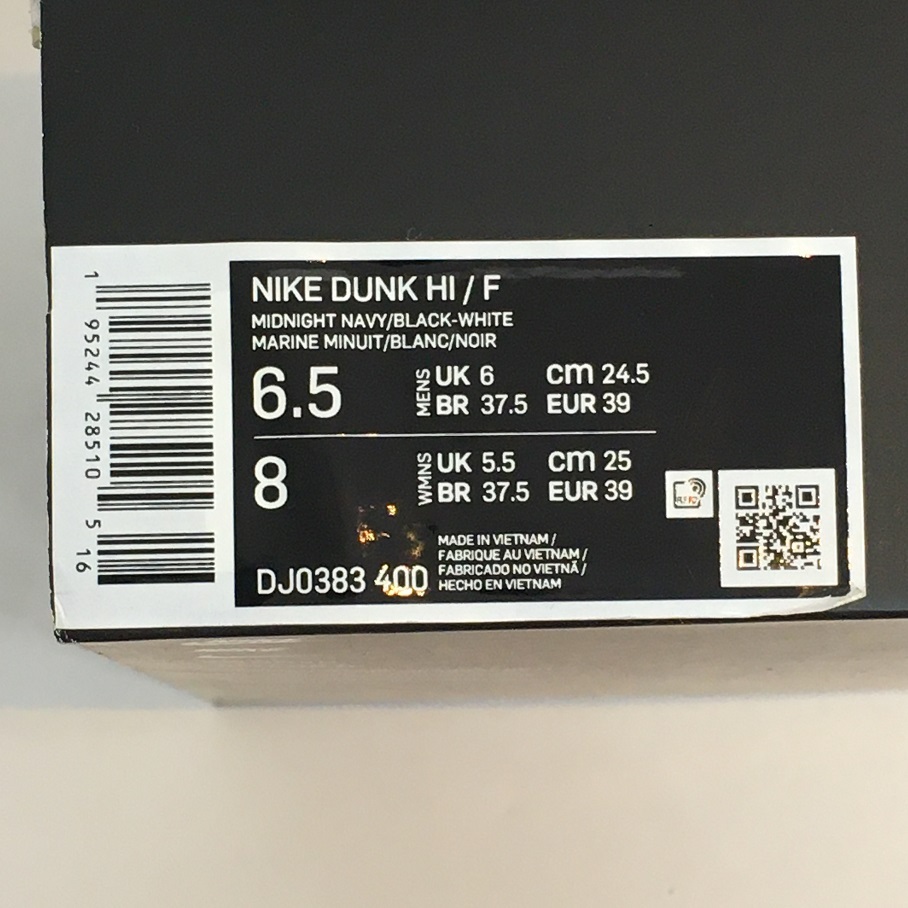 NIKE DUNK HI / F
MIDNIGHT NAVY/BLACK-WHITE
MARINE MINUIT/BLANC/NOIR
6.5 MENS UK 6 cm 24.5
BR 37.5 EUR 39
8 WMNS UK 5.5 cm 25
BR 37.5 EUR 39
MADE IN VIETNAM /
FABRIQUE AU VIETNAM /
FABRICADO NO VIETNÃ /
HECHO EN VIETNAM
DJ0383 400
1 95244 28510 5 16
RFID